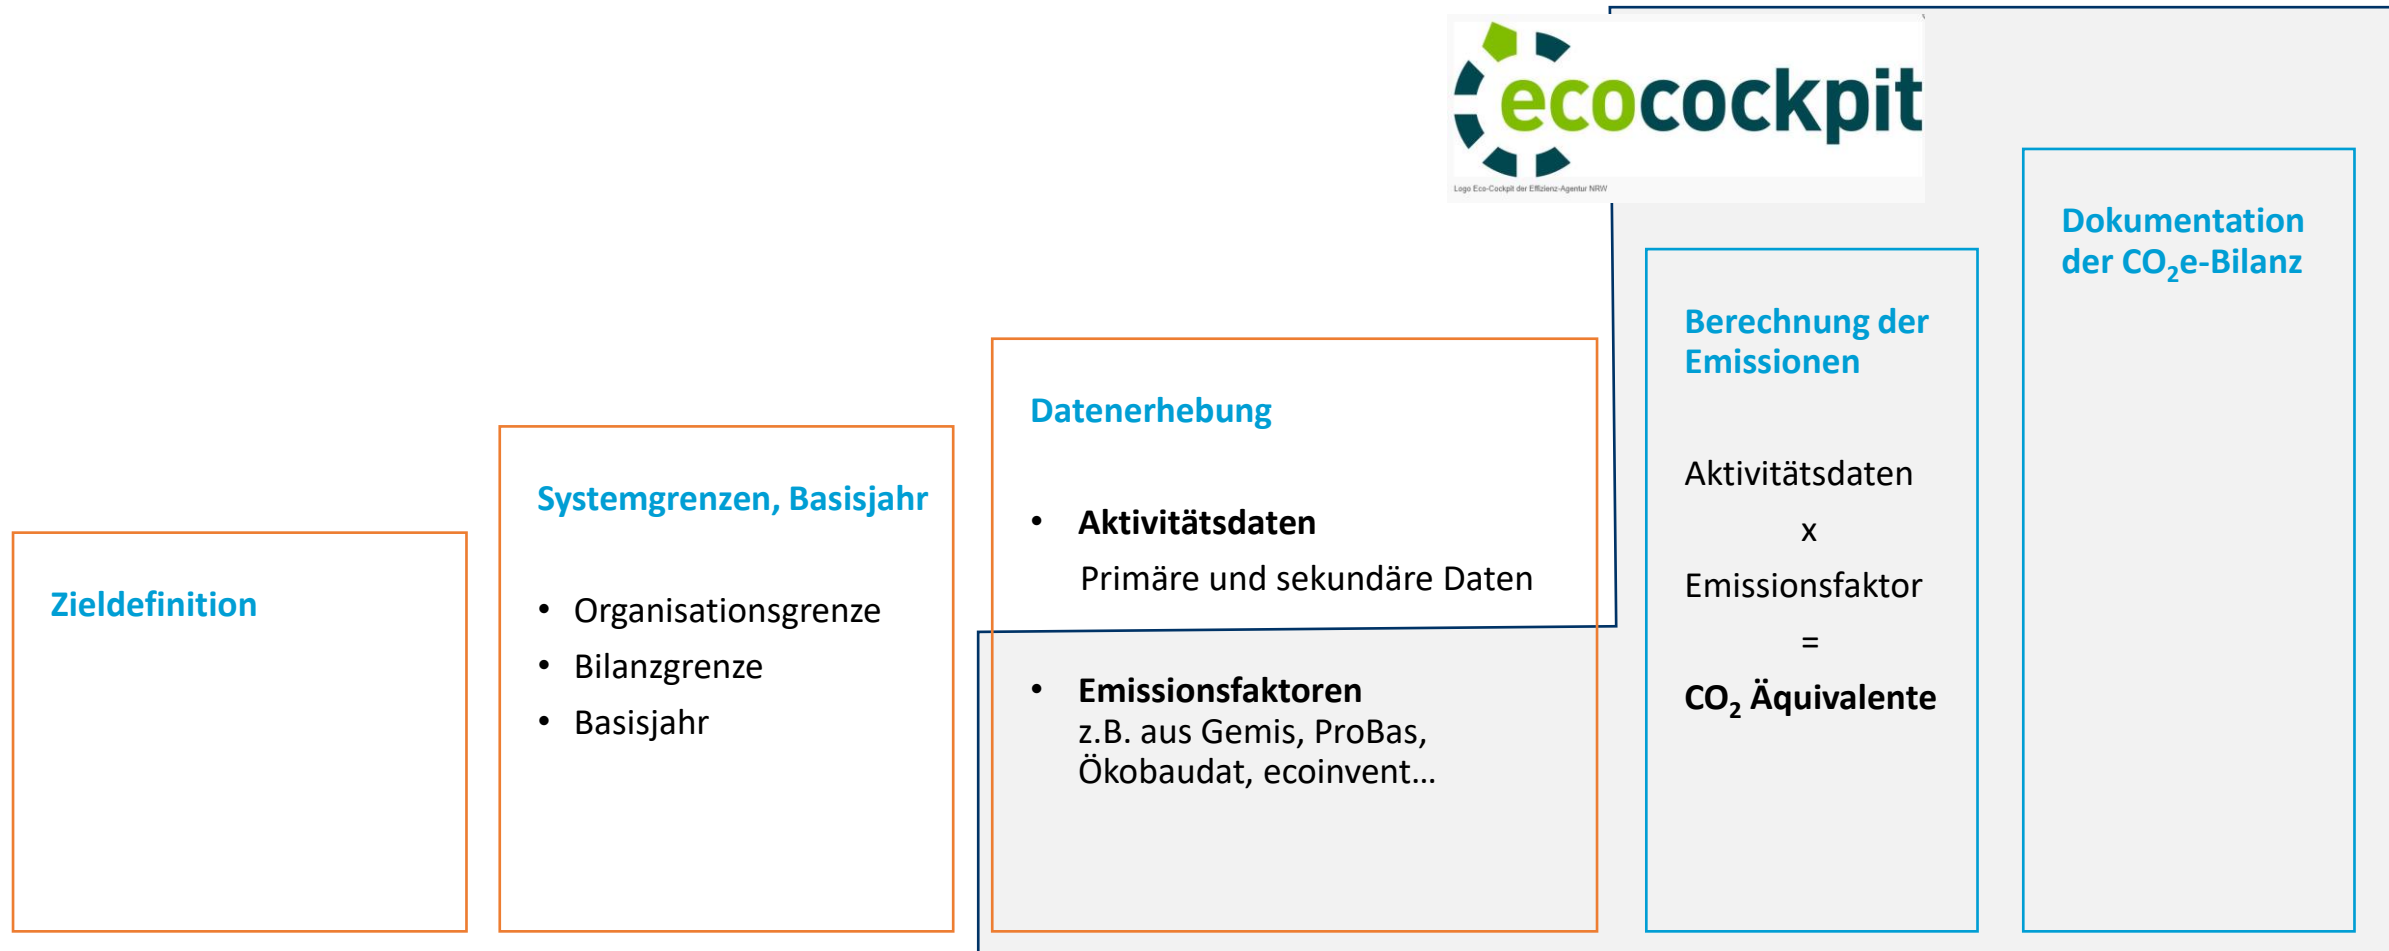 ecocockpit
Logo Eco-Cockpit der Effizienz-Agentur NRW
Zieldefinition
Systemgrenzen, Basisjahr
• Organisationsgrenze
• Bilanzgrenze
• Basisjahr
Datenerhebung
• Aktivitätsdaten
Primäre und sekundäre Daten
• Emissionsfaktoren
z.B. aus Gemis, ProBas,
Ökobaudat, ecoinvent…
Berechnung der
Emissionen
Aktivitätsdaten
x
Emissionsfaktor
=
CO₂ Äquivalente
Dokumentation
der CO₂e-Bilanz